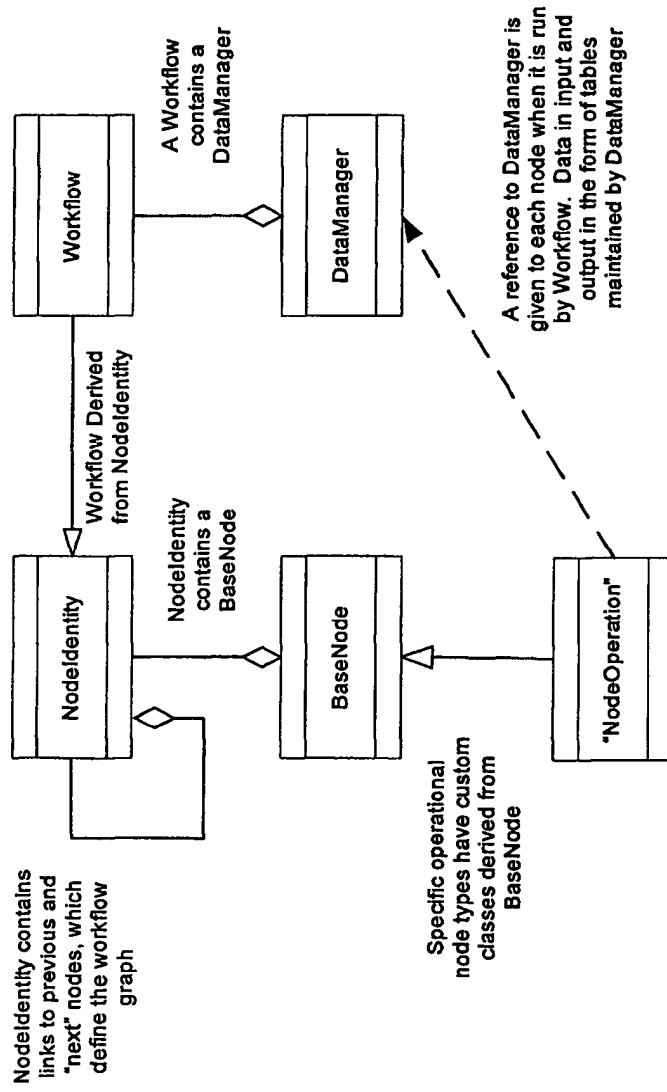 NodeIdentity contains
links to previous and
"next" nodes, which
define the workflow
graph
NodeIdentity
Workflow Derived
from NodeIdentity
Workflow
NodeIdentity
contains a
BaseNode
A Workflow
contains a
DataManager
BaseNode
DataManager
Specific operational
node types have custom
classes derived from
BaseNode
"NodeOperation"
A reference to DataManager is
given to each node when it is run
by Workflow. Data in input and
output in the form of tables
maintained by DataManager